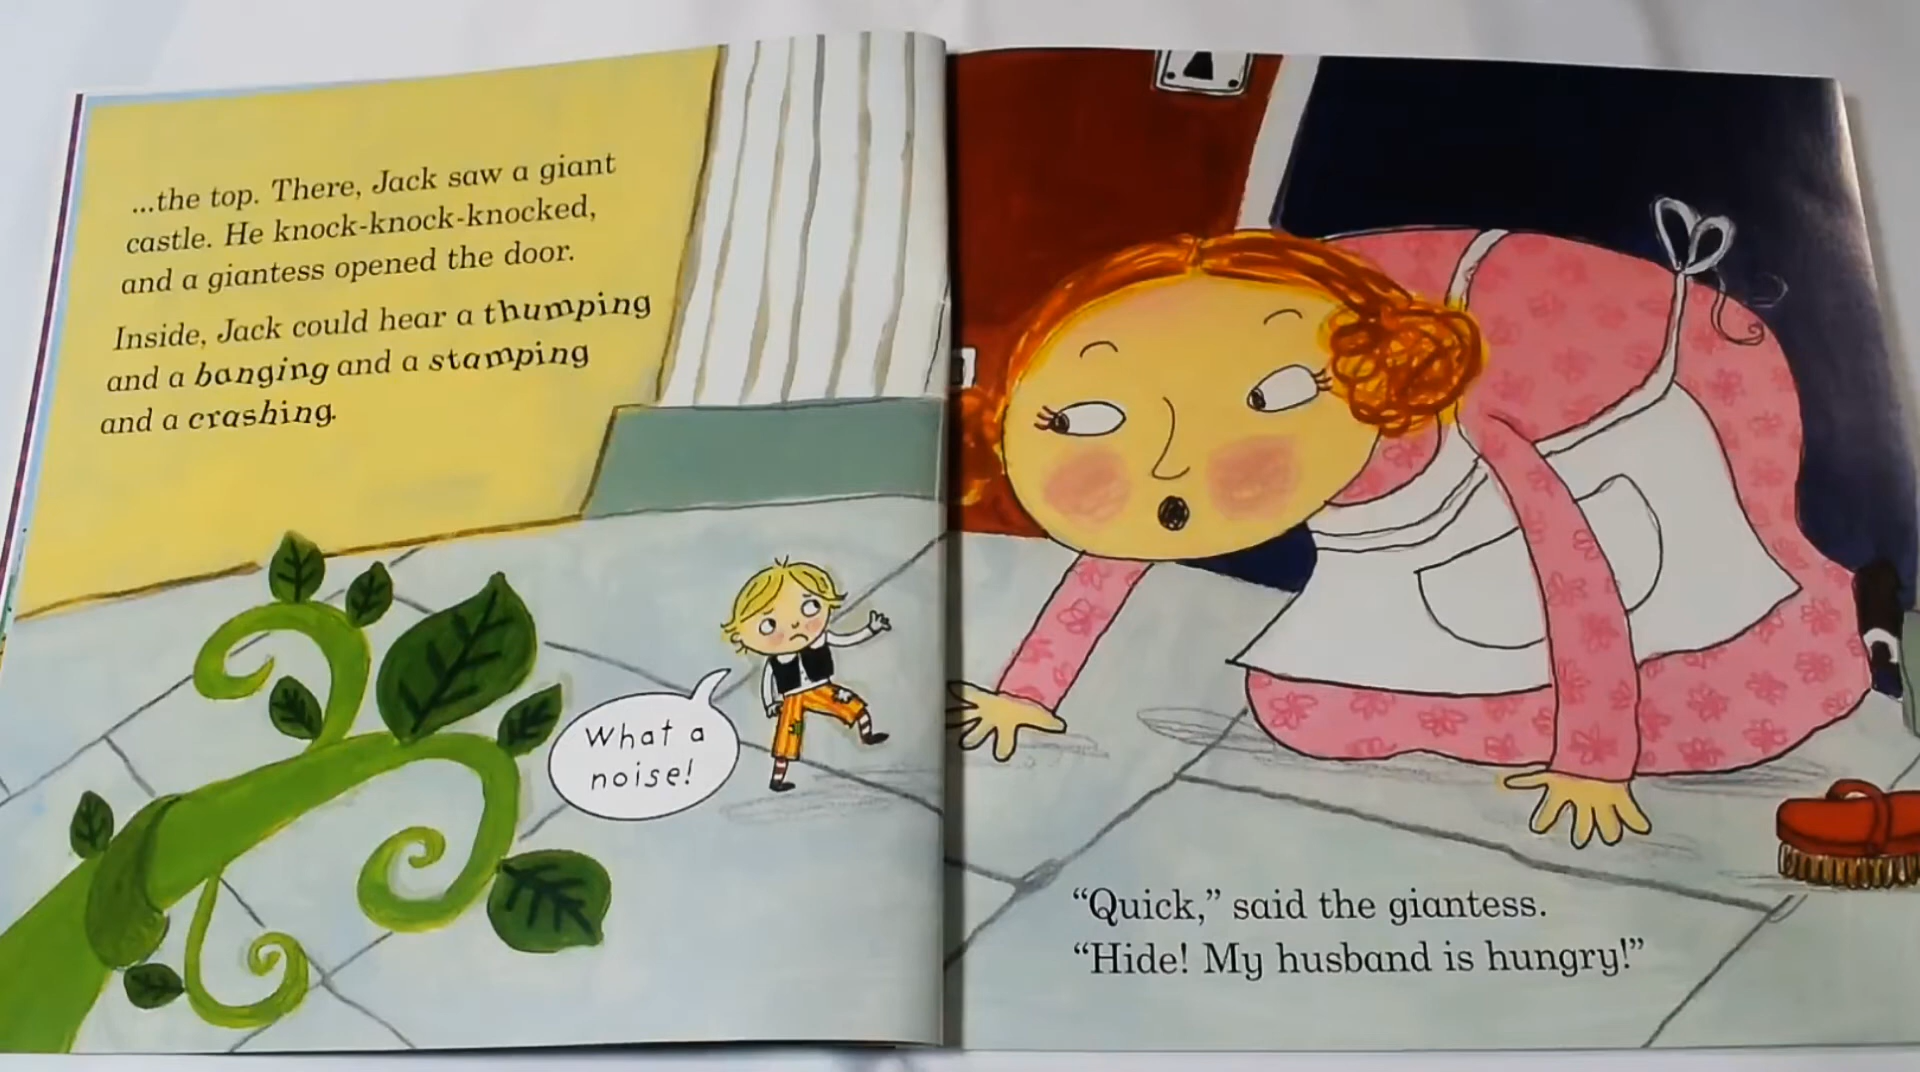 ...the top. There, Jack saw a giant
castle. He knock-knock-knocked,
and a giantess opened the door.
Inside, Jack could hear a thumping
and a banging and a stamping
and a crashing.
What a
noise!
“Quick,” said the giantess.
“Hide! My husband is hungry!”